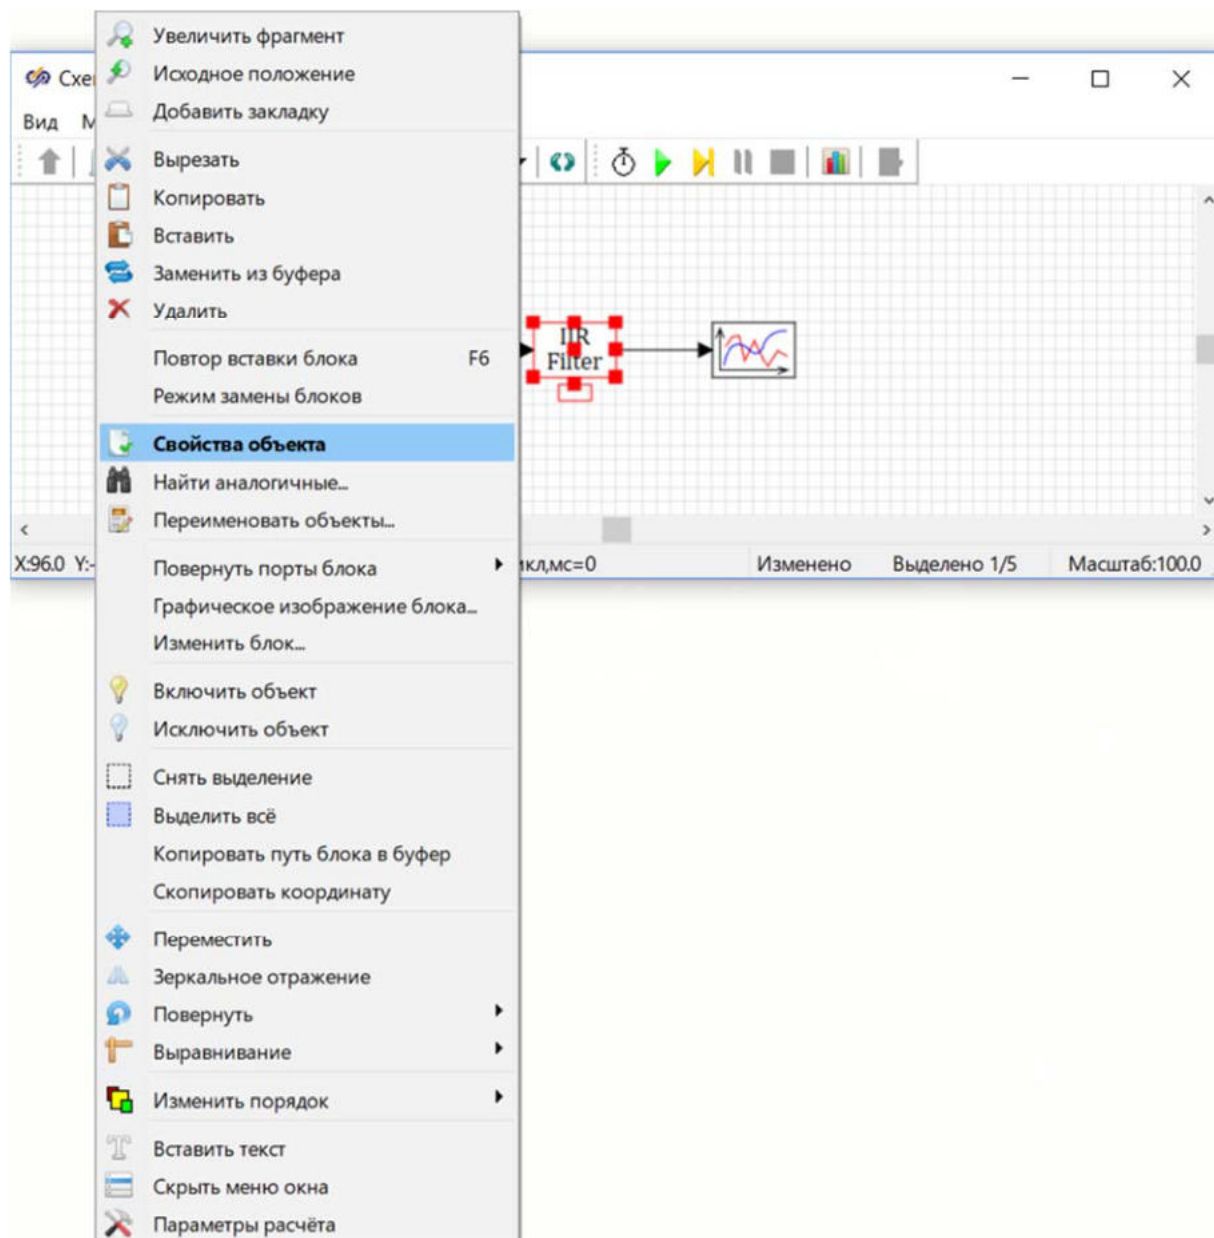 Увеличить фрагмент
Исходное положение
Добавить закладку
Вырезать
Копировать
Вставить
Заменить из буфера
Удалить
Повтор вставки блока F6
Режим замены блоков
Свойства объекта
Найти аналогичные...
Переименовать объекты...
Повернуть порты блока
Графическое изображение блока...
Изменить блок...
Включить объект
Исключить объект
Снять выделение
Выделить всё
Копировать путь блока в буфер
Скопировать координату
Переместить
Зеркальное отражение
Повернуть
Выравнивание
Изменить порядок
Вставить текст
Скрыть меню окна
Параметры расчёта
Схе
Вид М
IIR
Filter
X:96.0 Y:- икл,мс=0 Изменено Выделено 1/5 Масштаб:100.0